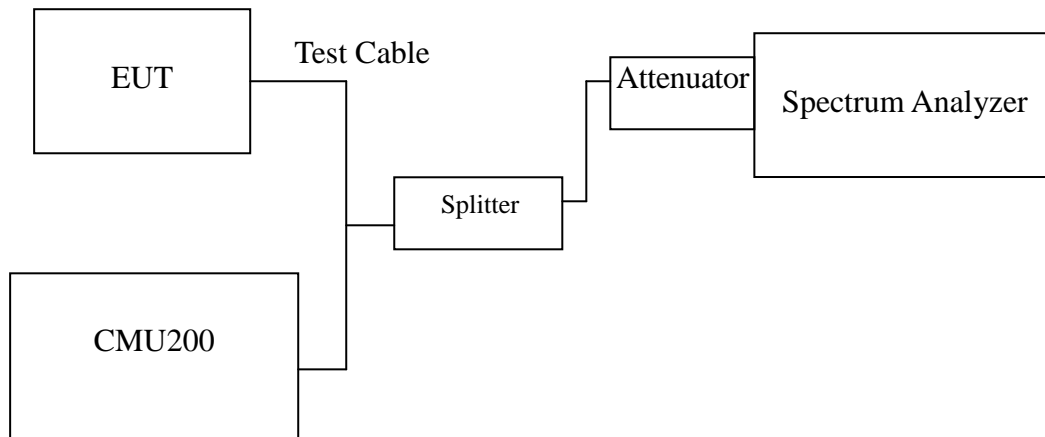 EUT
Test Cable
Attenuator
Spectrum Analyzer
Splitter
CMU200